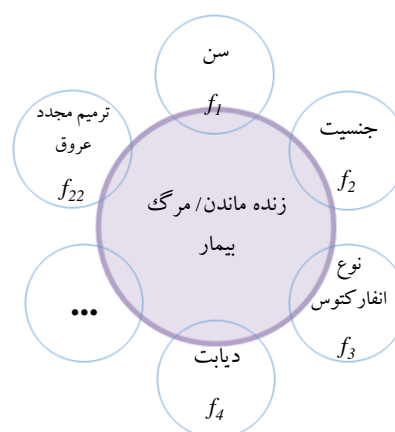 سن
f1
جنسیت
f2
نوع
انفارکتوس
f3
دیابت
f4
...
ترمیم مجدد
عروق
f22
زنده ماندن/ مرگ
بیمار